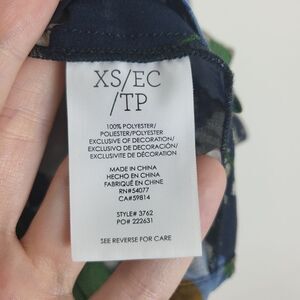 XS/EC
/TP
100% POLYESTER/
POLIESTER/POLYESTER
EXCLUSIVE OF DECORATION/
EXCLUSIVO DE DECORACIÓN/
EXCLUSIVITE DE DÉCORATION
MADE IN CHINA
HECHO EN CHINA
FABRIQUÉ EN CHINE
RN#54077
CA#59814
STYLE# 3762
PO# 222631
SEE REVERSE FOR CARE